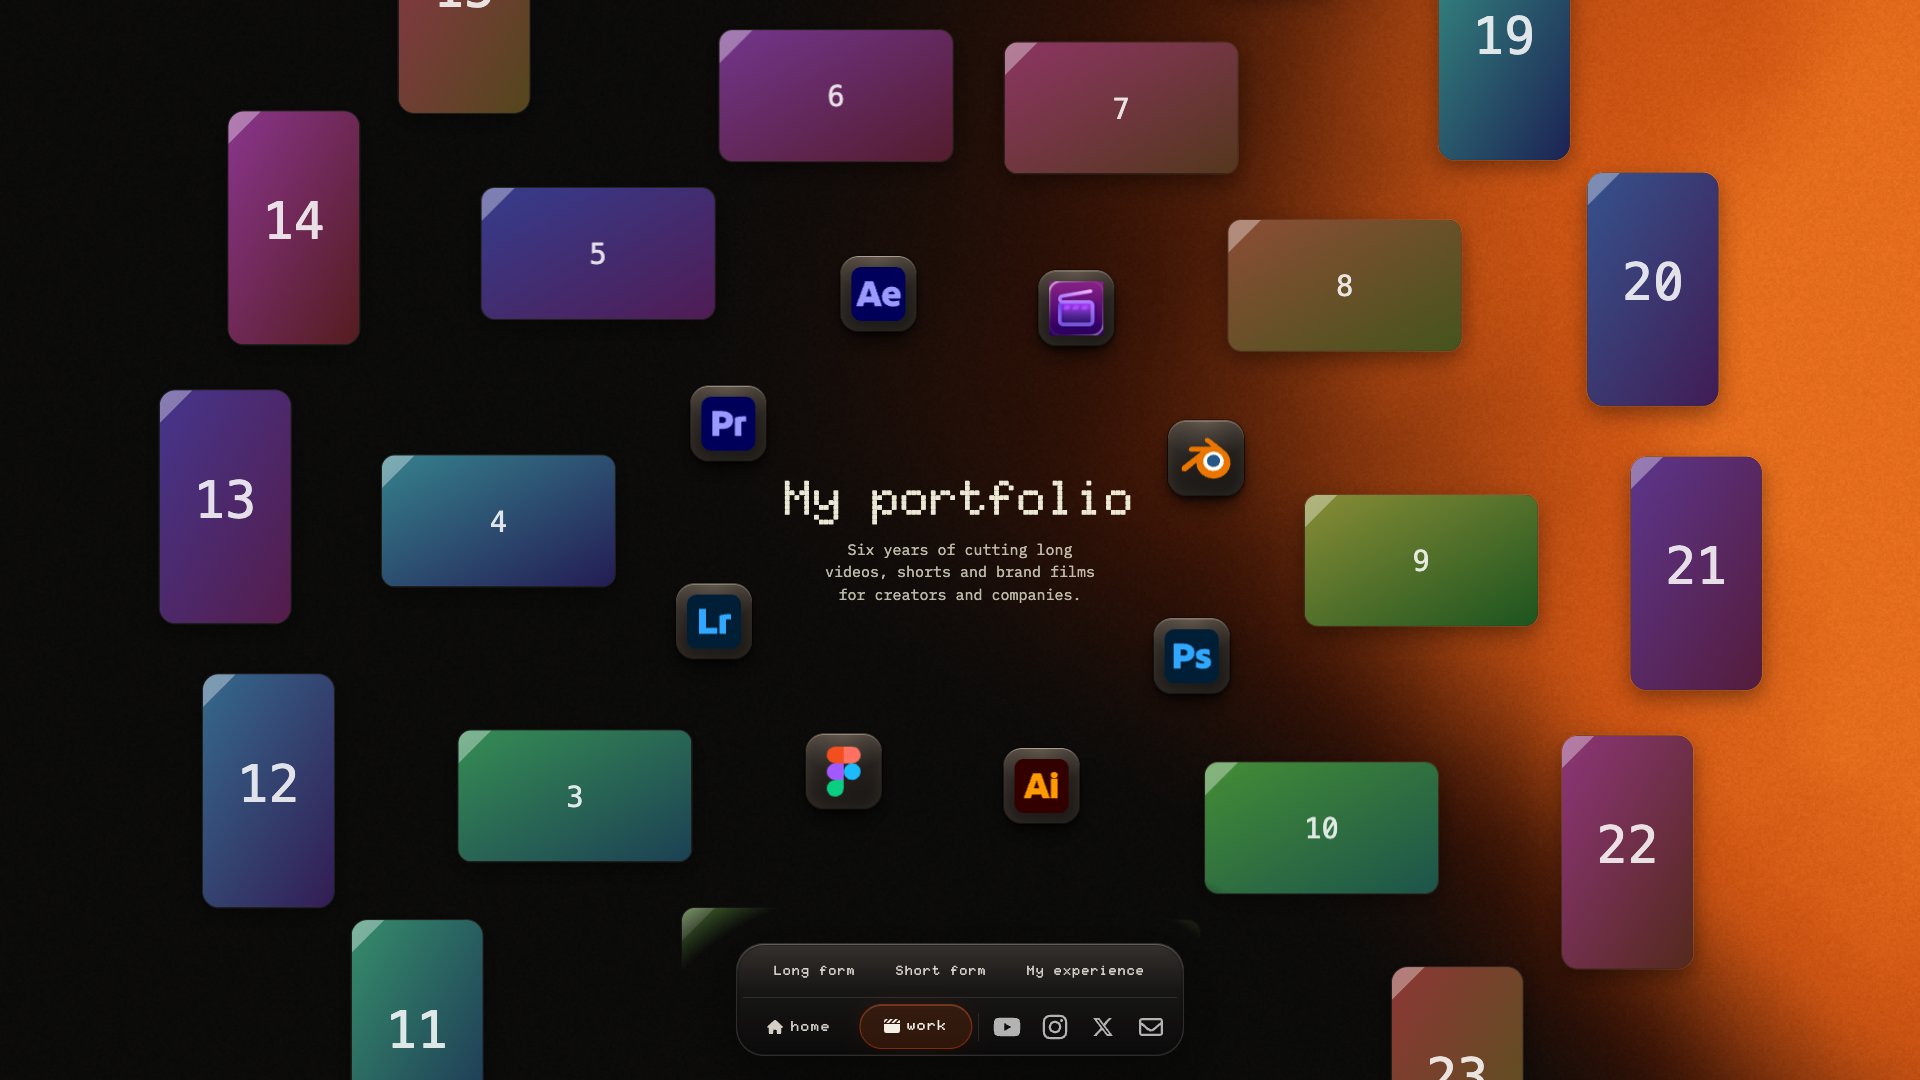 19
6
7
14
5
8
20
Ae
Pr
13
4
My portfolio
Six years of cutting long
videos, shorts and brand films
for creators and companies.
9
21
Lr
Ps
12
3
Ai
10
22
11
Long form
Short form
My experience
home
work
23